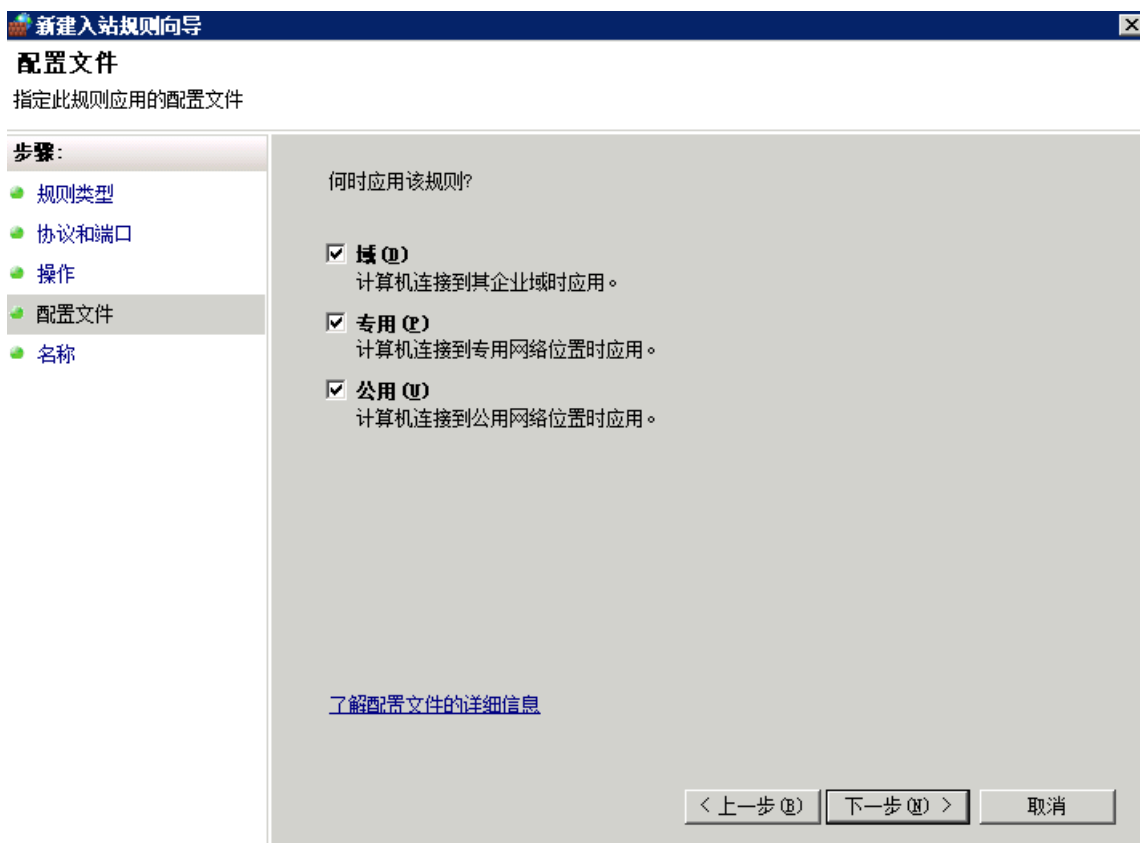 新建入站规则向导
配置文件
指定此规则应用的配置文件
步骤:
规则类型
协议和端口
操作
配置文件
名称
何时应用该规则?
域(D)
计算机连接到其企业域时应用。
专用(P)
计算机连接到专用网络位置时应用。
公用(U)
计算机连接到公用网络位置时应用。
了解配置文件的详细信息
< 上一步(B) 下一步(N) > 取消